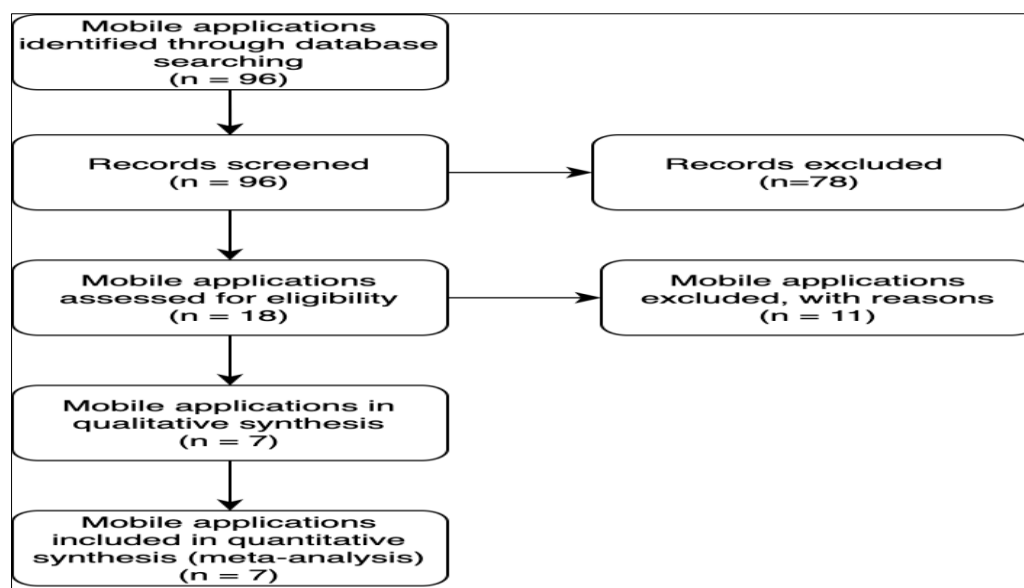 Mobile applications
identified through database
searching
(n = 96)
Records screened
(n = 96)
Records excluded
(n=78)
Mobile applications
assessed for eligibility
(n = 18)
Mobile applications
excluded, with reasons
(n = 11)
Mobile applications in
qualitative synthesis
(n = 7)
Mobile applications
included in quantitative
synthesis (meta-analysis)
(n = 7)